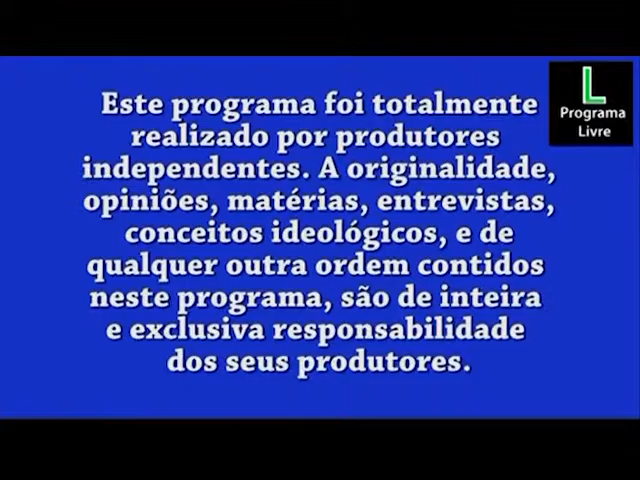 L
Programa
Livre
Este programa foi totalmente
realizado por produtores
independentes. A originalidade,
opiniões, matérias, entrevistas,
conceitos ideológicos, e de
qualquer outra ordem contidos
neste programa, são de inteira
e exclusiva responsabilidade
dos seus produtores.